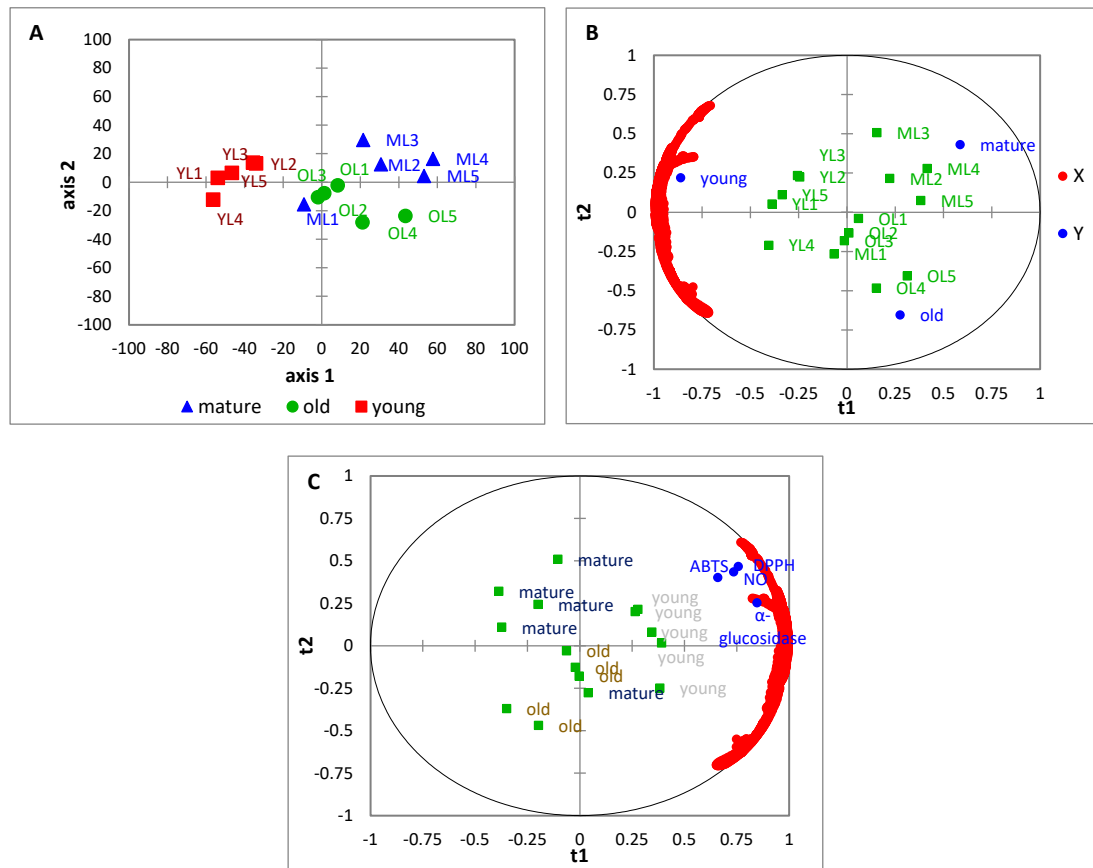 A
100
80
60
40
20
0
-20
-40
-60
-80
-100
axis 2
-100 -80 -60 -40 -20 0 20 40 60 80 100
axis 1
YL3 YL2
YL1 YL5
YL4
ML3
ML4
ML2
ML5
OL3 OL1
OL2 ML1
OL4 OL5
mature old young
B
1
0.75
0.5
0.25
0
-0.25
-0.5
-0.75
-1
t2
-1 -0.75 -0.5 -0.25 0 0.25 0.5 0.75 1
t1
ML3
mature
YL3
ML4
young YL2 ML2
YL5 ML5
YL1
OL1
OL2
YL4 OL3
ML1
OL5
OL4
old
X
Y
C
1
0.75
0.5
0.25
0
-0.25
-0.5
-0.75
-1
t2
-1 -0.75 -0.5 -0.25 0 0.25 0.5 0.75 1
t1
mature
ABTS DPPH
NO
mature
mature
young
young
α-
glucosidase
mature
young
young
old
old
old
mature
young
old
old